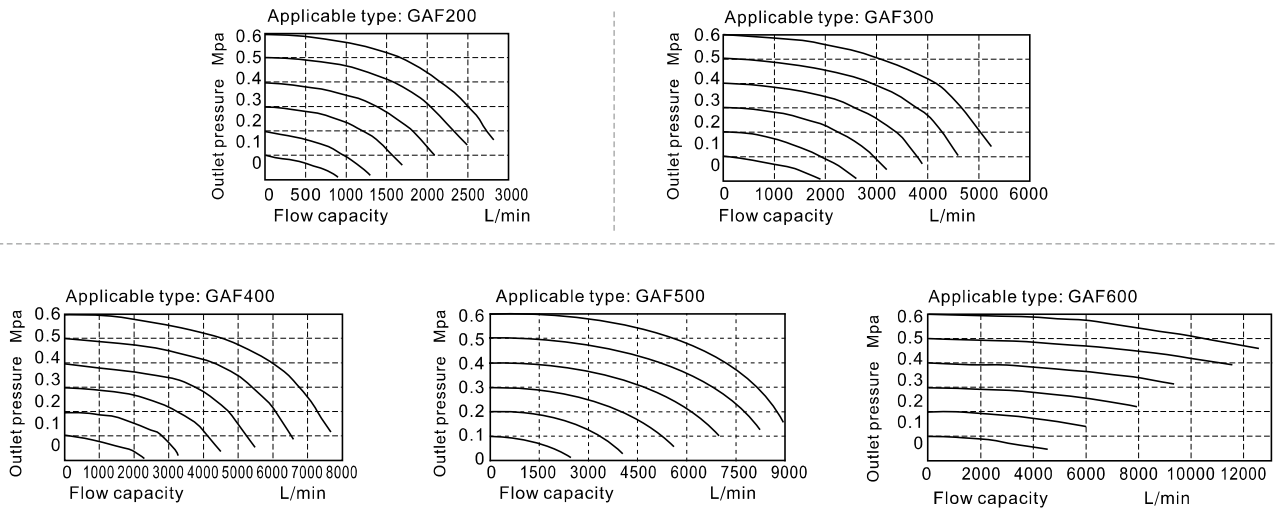 Applicable type: GAF200
Outlet pressure Mpa
0.6
0.5
0.4
0.3
0.2
0.1
0
0 500 1000 1500 2000 2500 3000
Flow capacity L/min
Applicable type: GAF300
Outlet pressure Mpa
0.6
0.5
0.4
0.3
0.2
0.1
0
0 1000 2000 3000 4000 5000 6000
Flow capacity L/min
Applicable type: GAF400
Outlet pressure Mpa
0.6
0.5
0.4
0.3
0.2
0.1
0
0 1000 2000 3000 4000 5000 6000 7000 8000
Flow capacity L/min
Applicable type: GAF500
Outlet pressure Mpa
0.6
0.5
0.4
0.3
0.2
0.1
0
0 1500 3000 4500 6000 7500 9000
Flow capacity L/min
Applicable type: GAF600
Outlet pressure Mpa
0.6
0.5
0.4
0.3
0.2
0.1
0
0 2000 4000 6000 8000 10000 12000
Flow capacity L/min